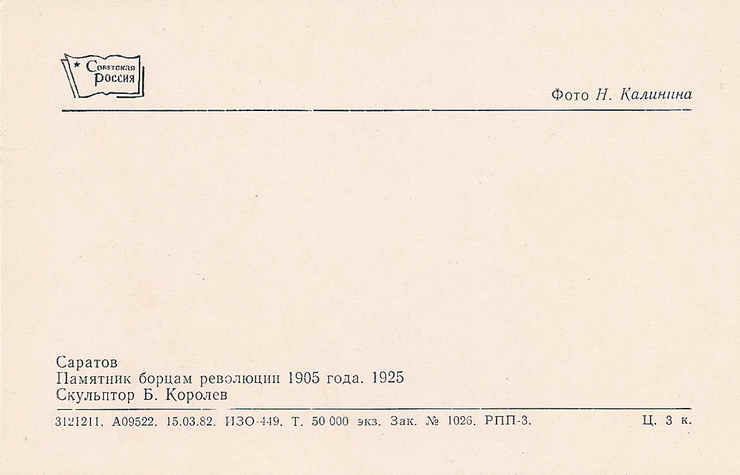 Советская
Россия
Фото Н. Калинина
Саратов
Памятник борцам революции 1905 года. 1925
Скульптор Б. Королев
3121211. А09522. 15.03.82. ИЗО-449. Т. 50 000 экз. Зак. № 1026. РПП-3. Ц. 3 к.